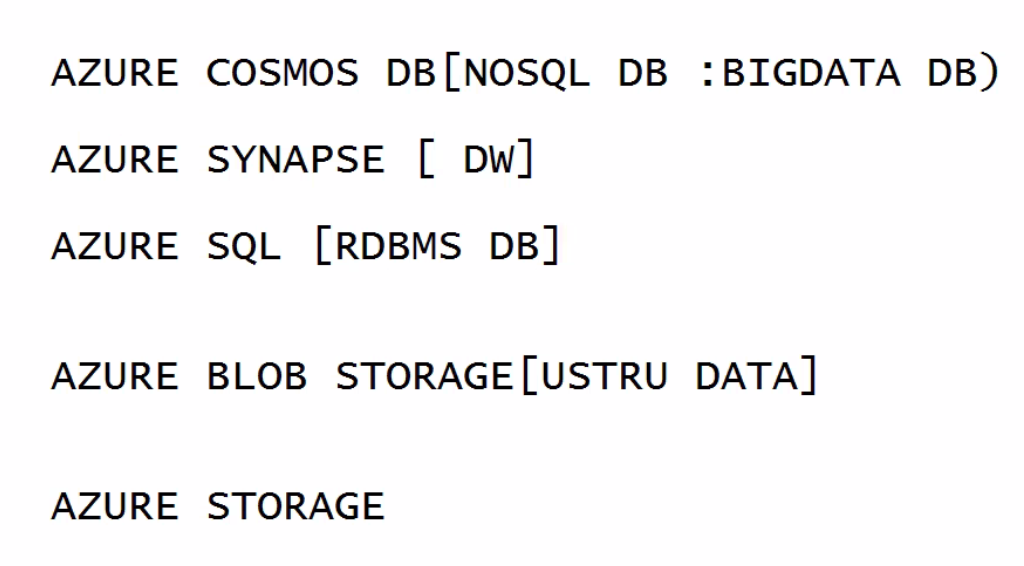 AZURE COSMOS DB[NOSQL DB :BIGDATA DB)
AZURE SYNAPSE [ DW]
AZURE SQL [RDBMS DB]
AZURE BLOB STORAGE[USTRU DATA]
AZURE STORAGE